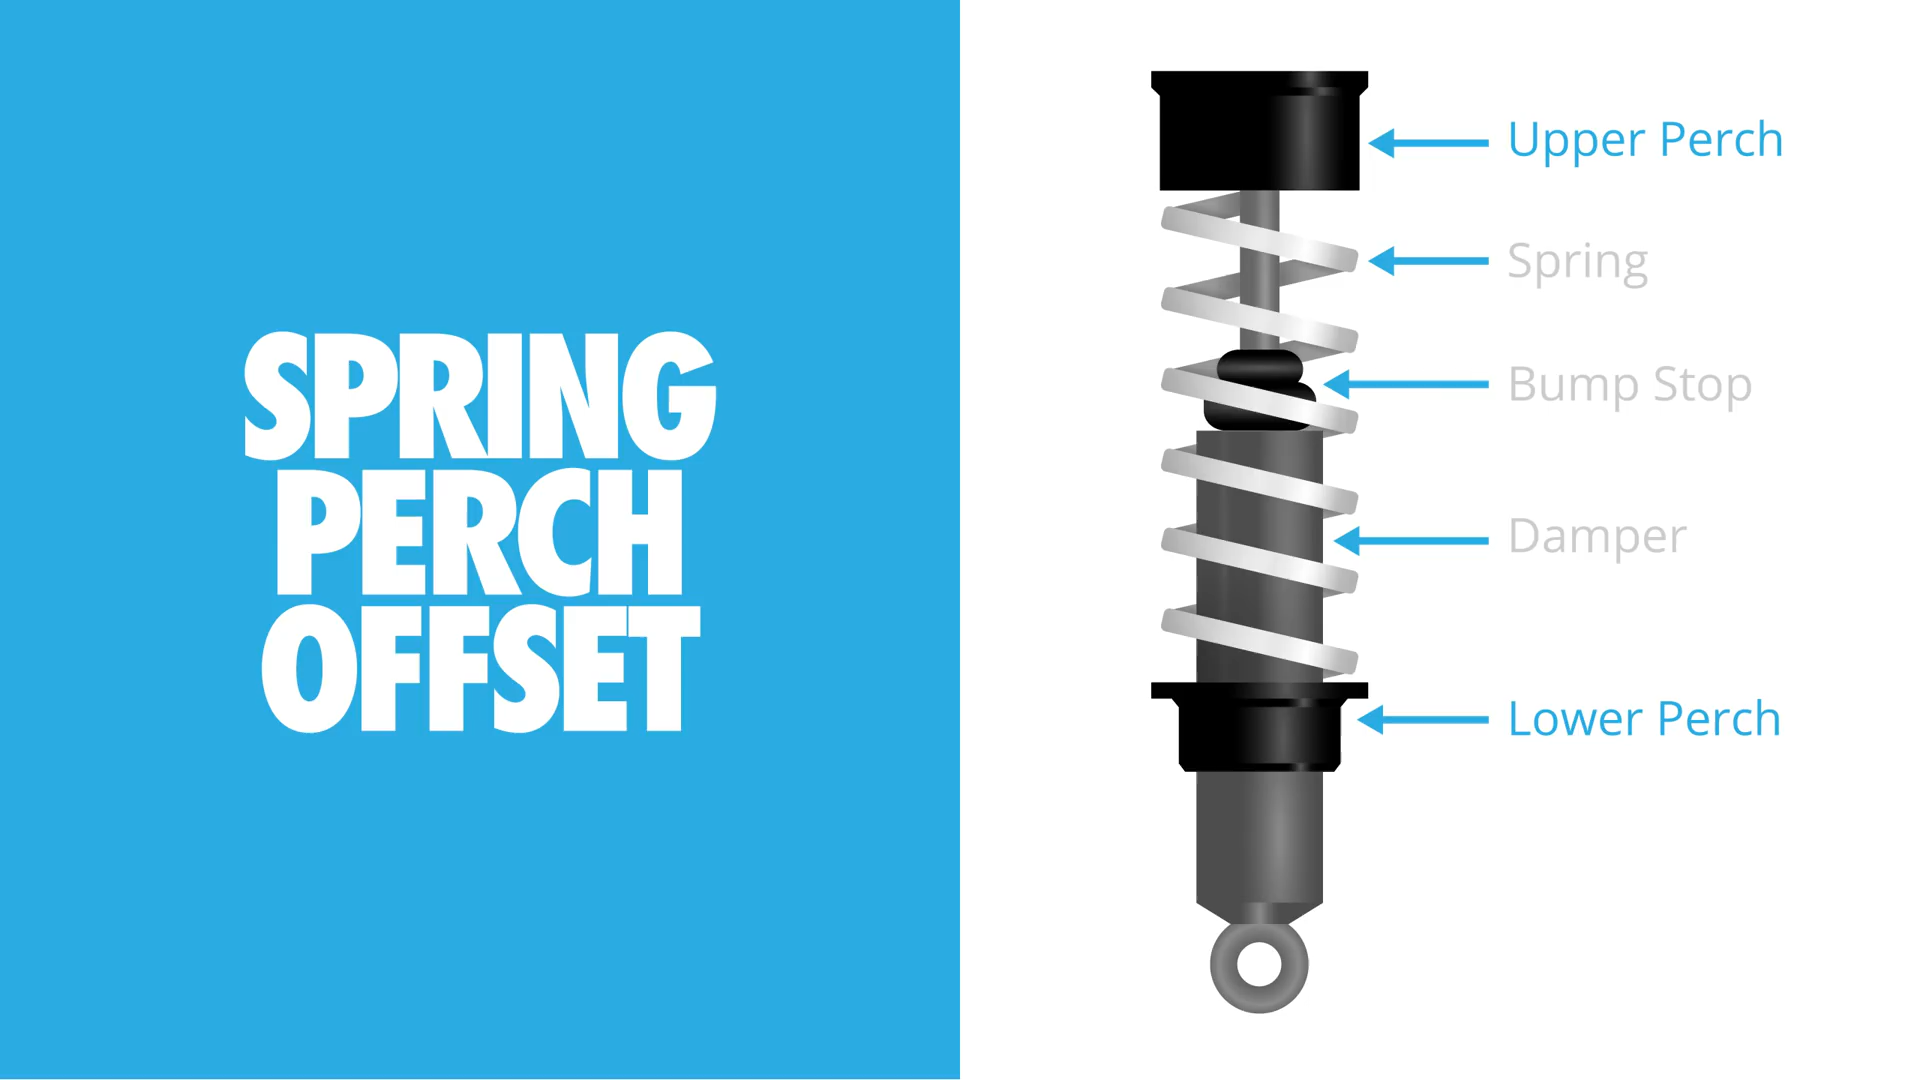 SPRING
PERCH
OFFSET
Upper Perch
Spring
Bump Stop
Damper
Lower Perch